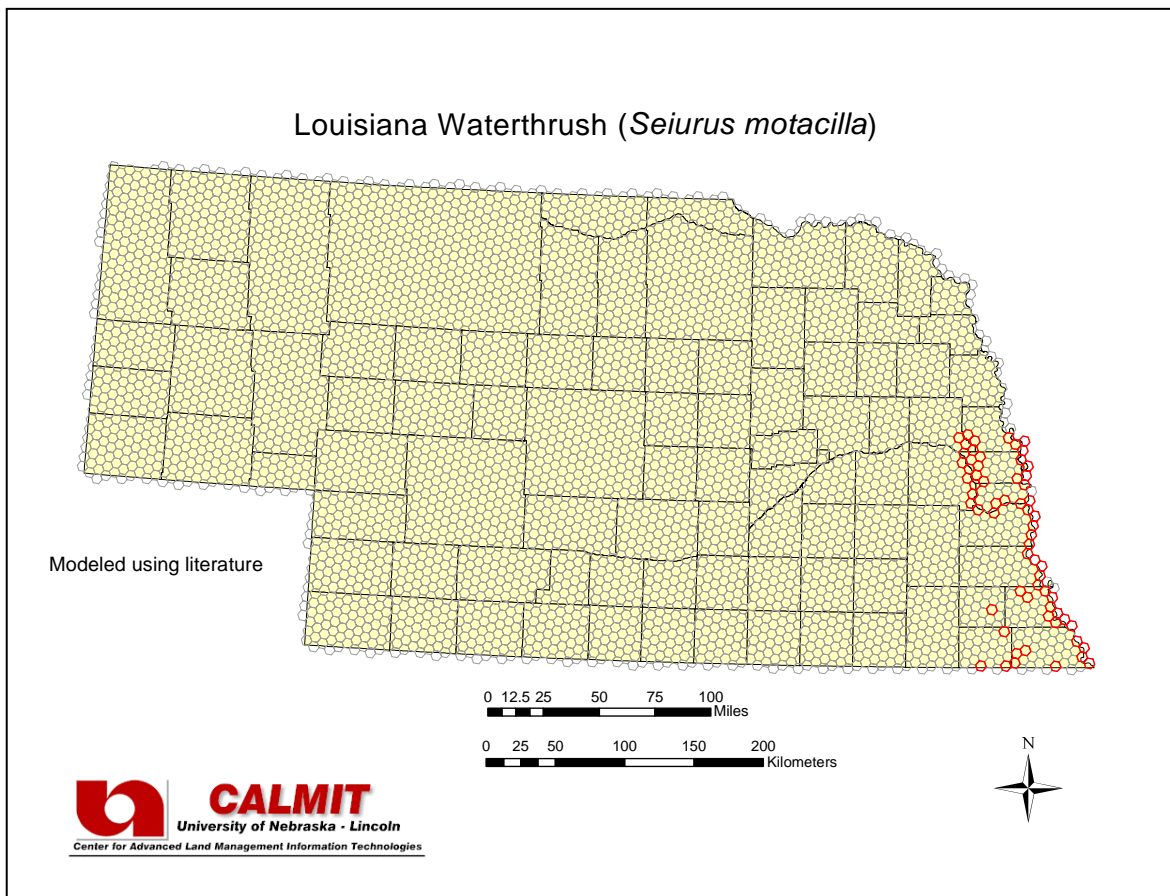 Louisiana Waterthrush (Seiurus motacilla)
Modeled using literature
0 12.5 25 50 75 100
Miles
0 25 50 100 150 200
Kilometers
N
CALMIT
University of Nebraska - Lincoln
Center for Advanced Land Management Information Technologies